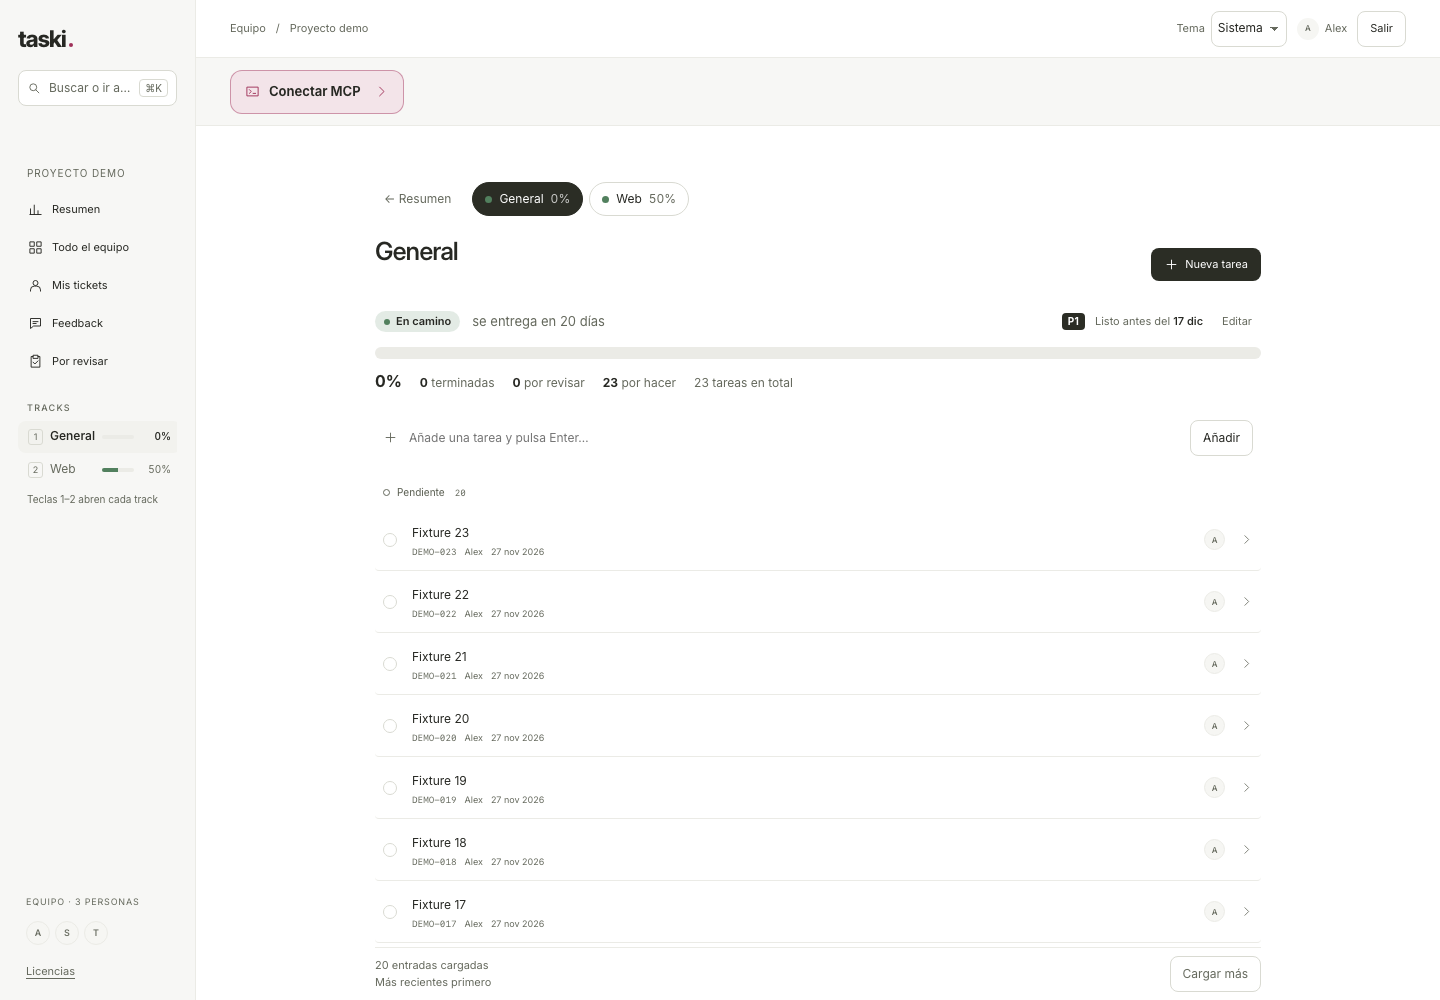 taski.
Buscar o ir a... ⌘K
PROYECTO DEMO
Resumen
Todo el equipo
Mis tickets
Feedback
Por revisar
TRACKS
1 General 0%
2 Web 50%
Teclas 1–2 abren cada track
EQUIPO · 3 PERSONAS
A S T
Licencias
Equipo / Proyecto demo
Tema Sistema A Alex Salir
Conectar MCP
← Resumen General 0% Web 50%
General
+ Nueva tarea
En camino se entrega en 20 días P1 Listo antes del 17 dic Editar
0% 0 terminadas 0 por revisar 23 por hacer 23 tareas en total
+ Añade una tarea y pulsa Enter... Añadir
Pendiente 20
Fixture 23
DEMO-023 Alex 27 nov 2026 A
Fixture 22
DEMO-022 Alex 27 nov 2026 A
Fixture 21
DEMO-021 Alex 27 nov 2026 A
Fixture 20
DEMO-020 Alex 27 nov 2026 A
Fixture 19
DEMO-019 Alex 27 nov 2026 A
Fixture 18
DEMO-018 Alex 27 nov 2026 A
Fixture 17
DEMO-017 Alex 27 nov 2026 A
20 entradas cargadas
Más recientes primero
Cargar más